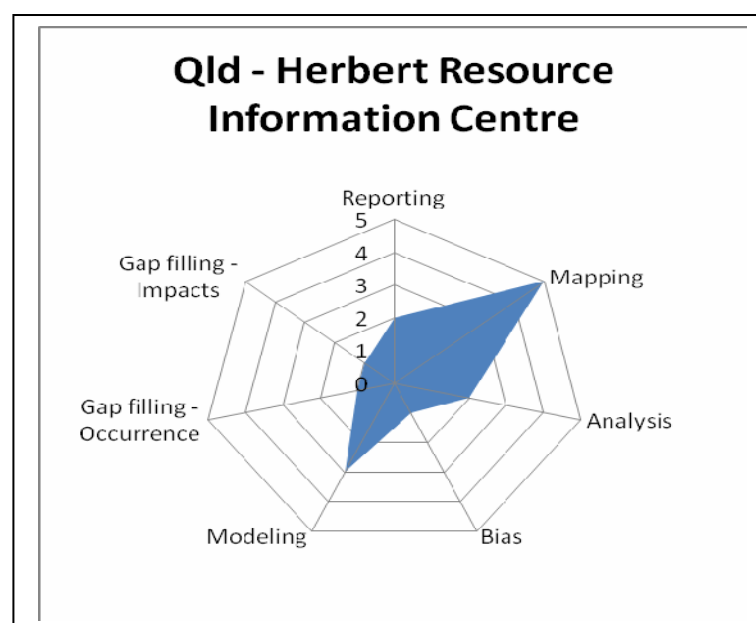 Qld - Herbert Resource
Information Centre
Reporting
5
4
3
2
1
0
Mapping
Analysis
Bias
Modeling
Gap filling -
Occurrence
Gap filling -
Impacts